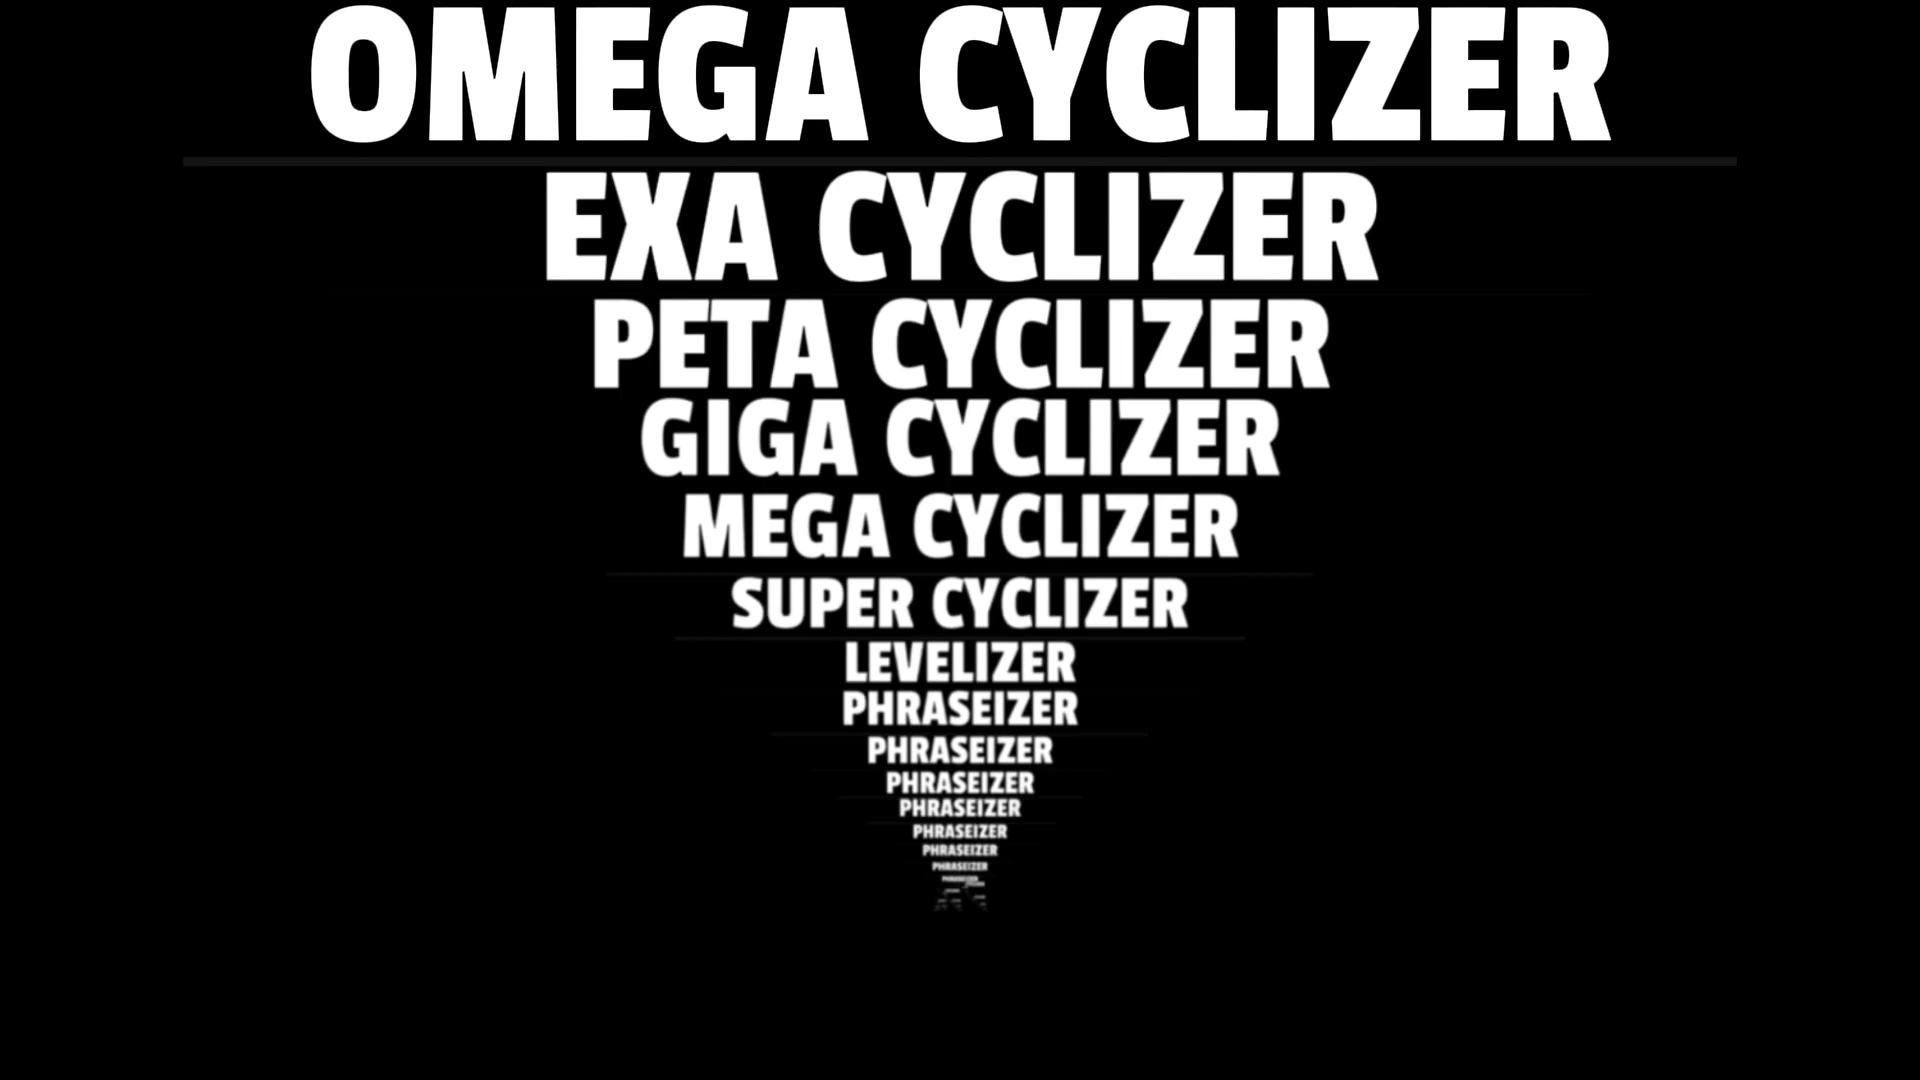 OMEGA CYCLIZER
EXA CYCLIZER
PETA CYCLIZER
GIGA CYCLIZER
MEGA CYCLIZER
SUPER CYCLIZER
LEVELIZER
PHRASEIZER
PHRASEIZER
PHRASEIZER
PHRASEIZER
PHRASEIZER
PHRASEIZER
PHRASEIZER
PHRASEIZER